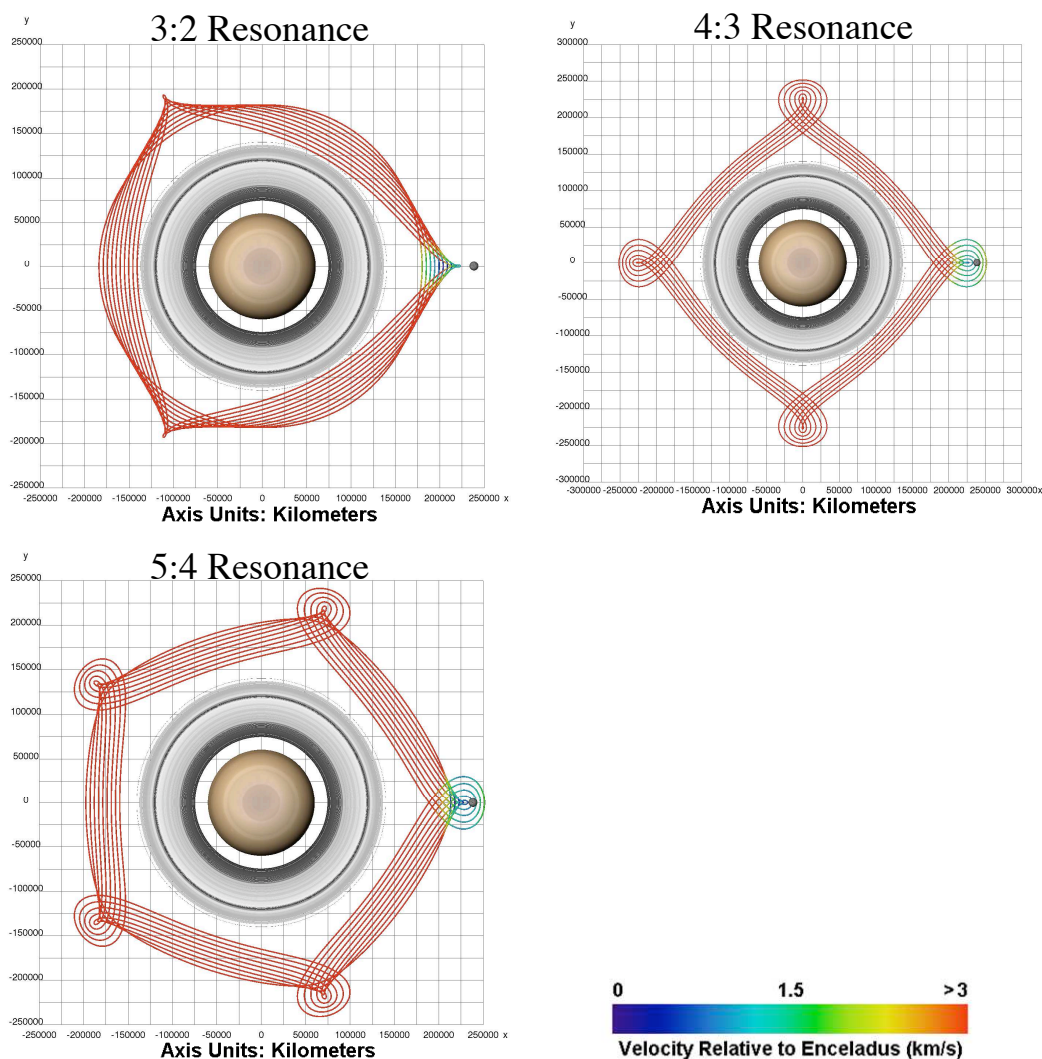 3:2 Resonance
y
250000
200000
150000
100000
50000
0
-50000
-100000
-150000
-200000
-250000
-250000 -200000 -150000 -100000 -50000 0 50000 100000 150000 200000 250000 x
Axis Units: Kilometers
4:3 Resonance
y
300000
250000
200000
150000
100000
50000
0
-50000
-100000
-150000
-200000
-250000
-300000
-300000 -250000 -200000 -150000 -100000 -50000 0 50000 100000 150000 200000 250000 300000 x
Axis Units: Kilometers
5:4 Resonance
y
250000
200000
150000
100000
50000
0
-50000
-100000
-150000
-200000
-250000
-250000 -200000 -150000 -100000 -50000 0 50000 100000 150000 200000 250000 x
Axis Units: Kilometers
0 1.5 >3
Velocity Relative to Enceladus (km/s)